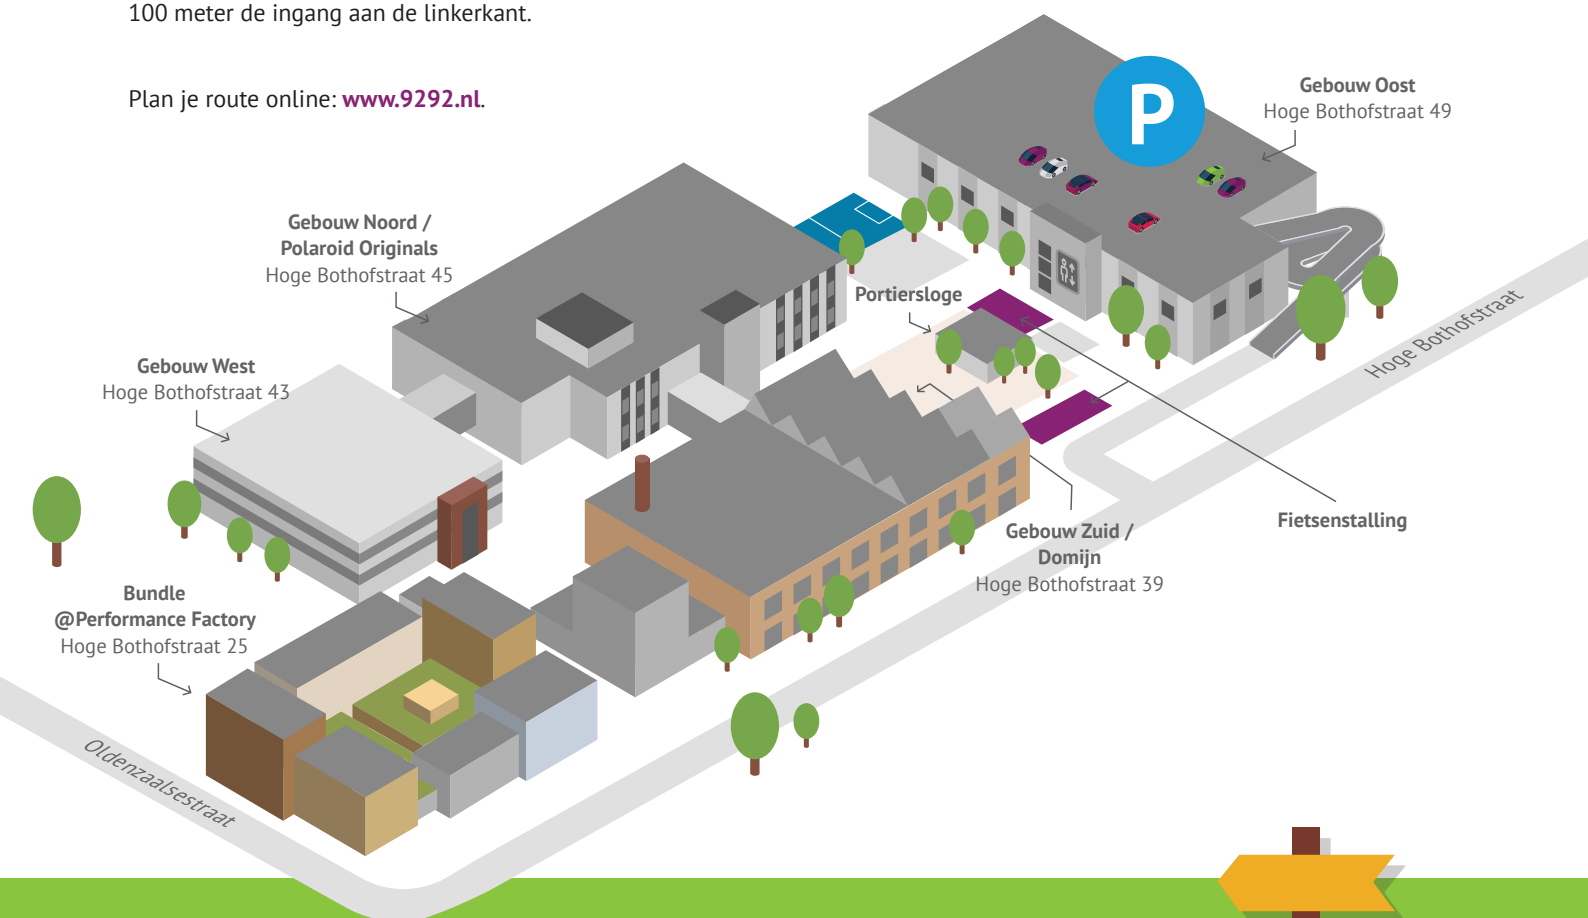 100 meter de ingang aan de linkerkant.
Plan je route online: www.9292.nl.
P
Gebouw Oost
Hoge Bothofstraat 49
Gebouw Noord /
Polaroid Originals
Hoge Bothofstraat 45
Portiersloge
Hoge Bothofstraat
Gebouw West
Hoge Bothofstraat 43
Fietsenstalling
Gebouw Zuid /
Domijn
Hoge Bothofstraat 39
Bundle
@Performance Factory
Hoge Bothofstraat 25
Oldenzaalsestraat